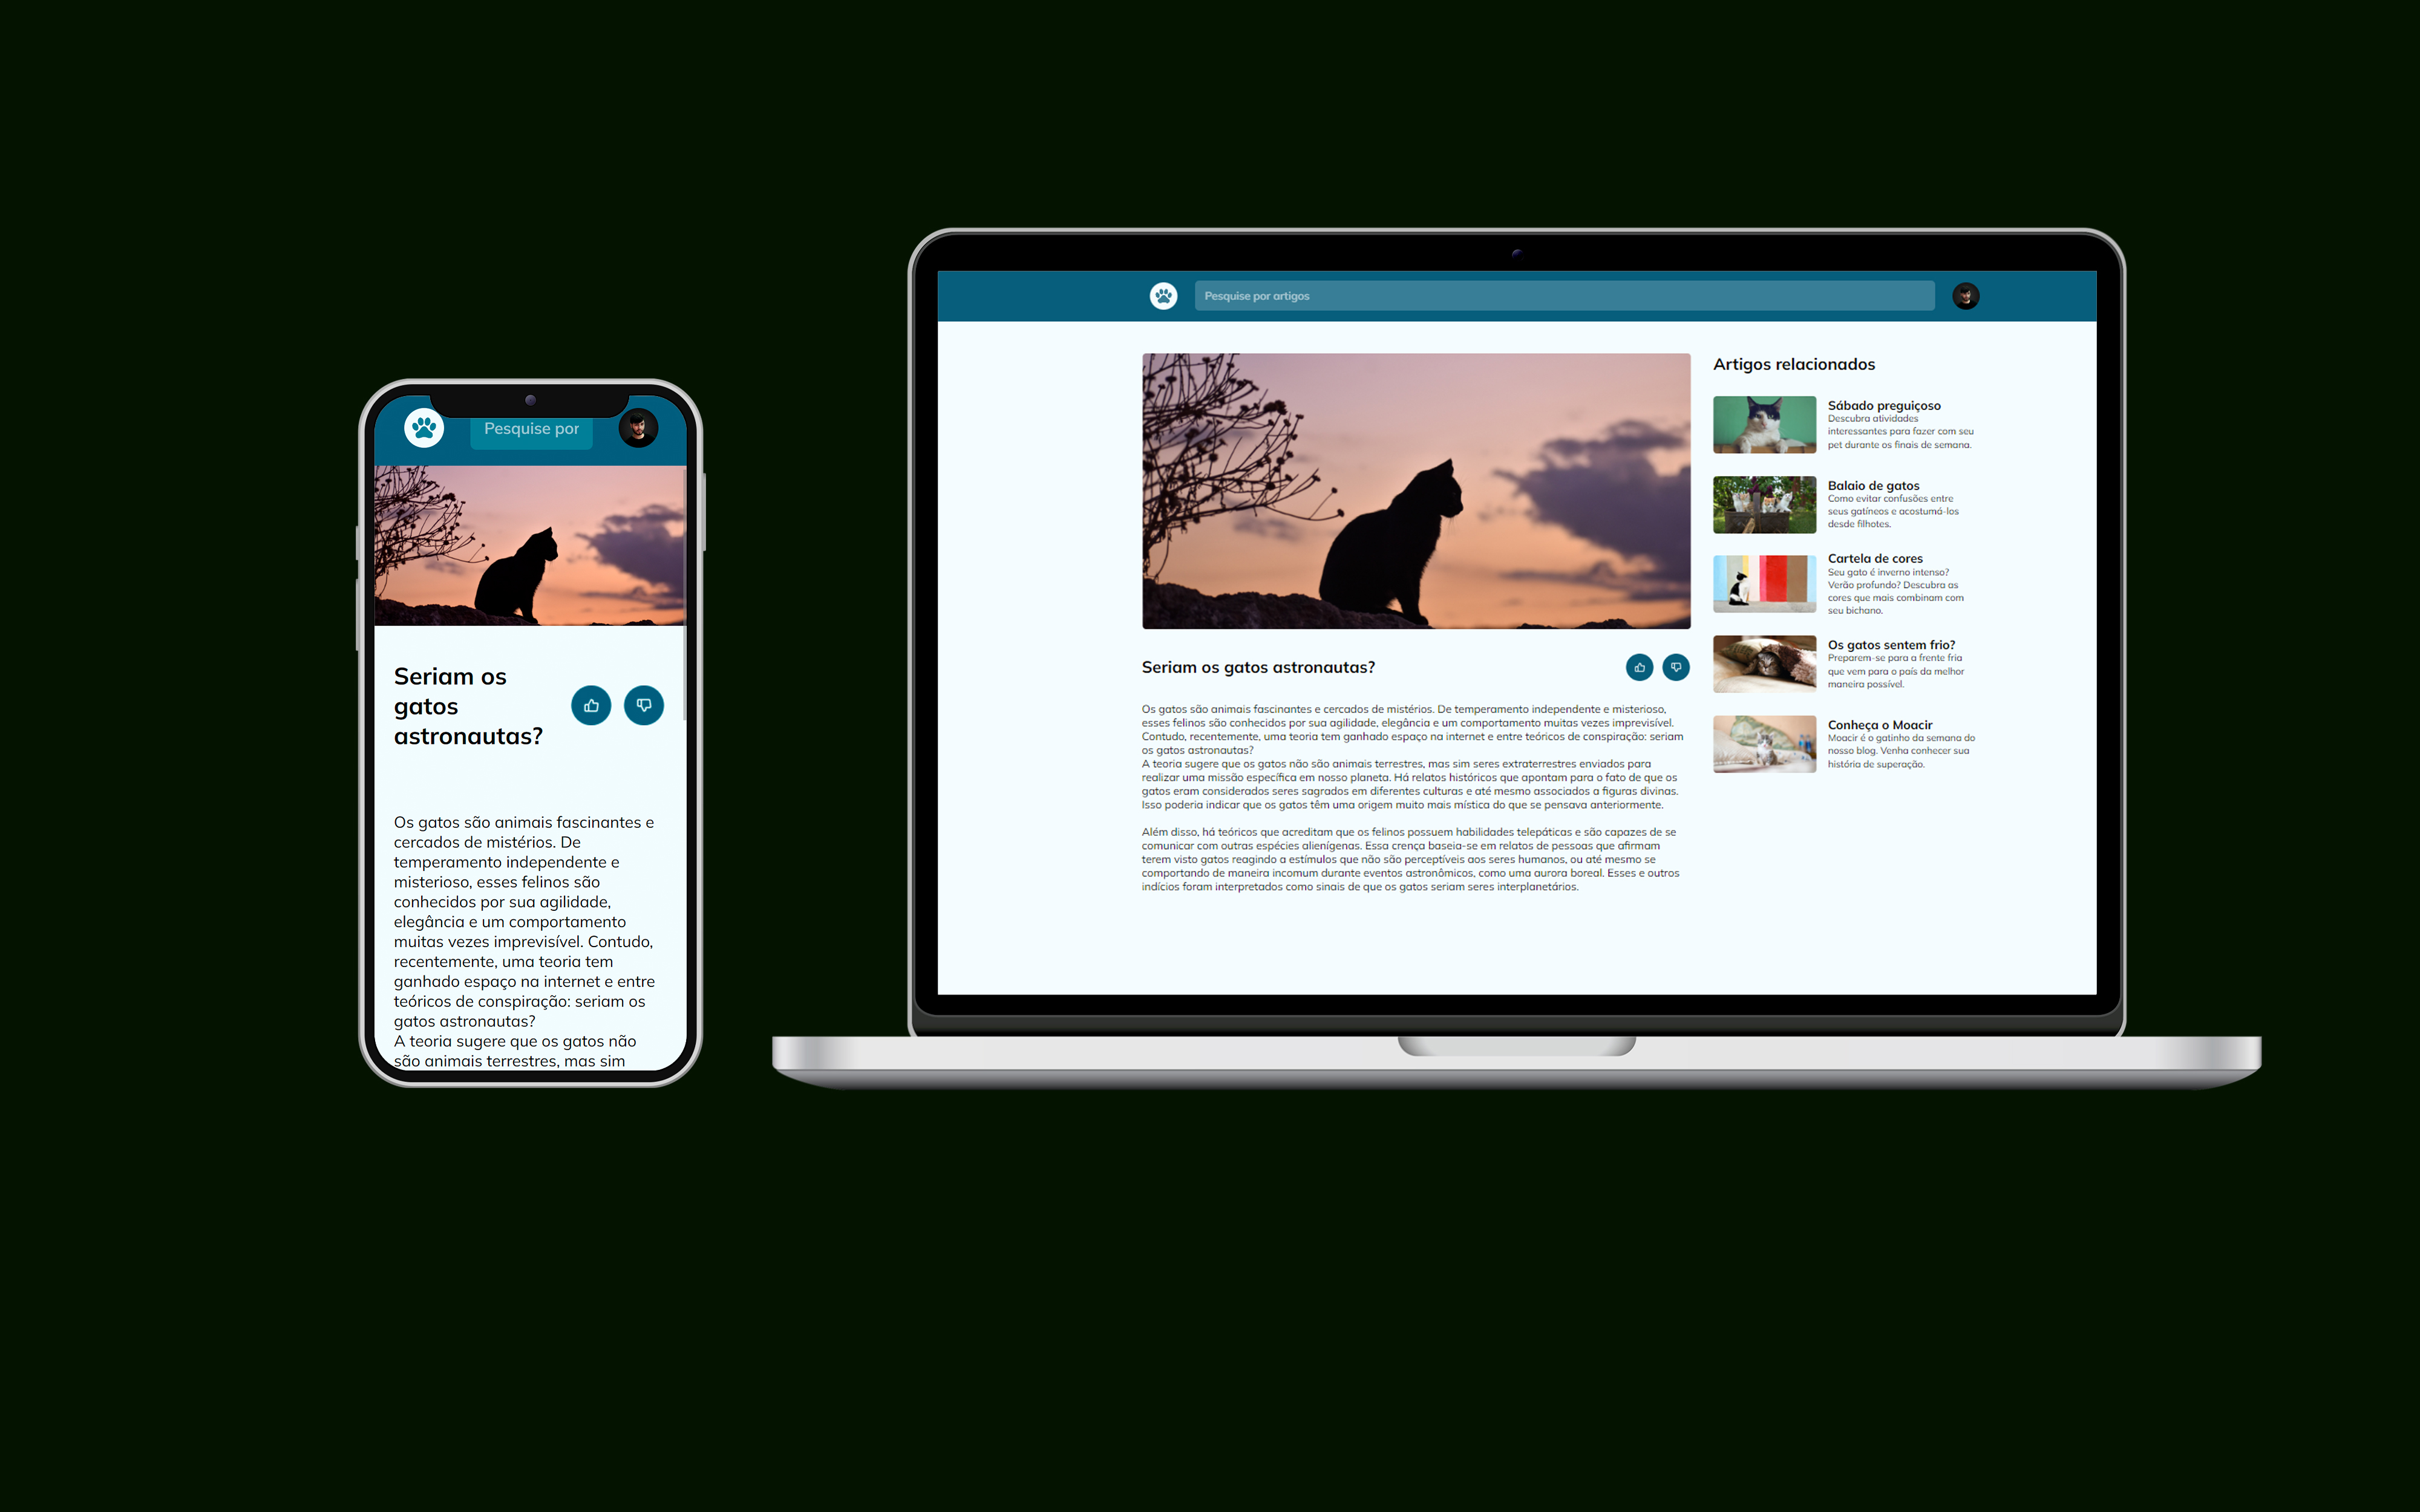 Pesquise por
Seriam os
gatos
astronautas?
Os gatos são animais fascinantes e
cercados de mistérios. De
temperamento independente e
misterioso, esses felinos são
conhecidos por sua agilidade,
elegância e um comportamento
muitas vezes imprevisível. Contudo,
recentemente, uma teoria tem
ganhado espaço na internet e entre
teóricos de conspiração: seriam os
gatos astronautas?
A teoria sugere que os gatos não
são animais terrestres, mas sim
Pesquise por artigos
Seriam os gatos astronautas?
Os gatos são animais fascinantes e cercados de mistérios. De temperamento independente e misterioso,
esses felinos são conhecidos por sua agilidade, elegância e um comportamento muitas vezes imprevisível.
Contudo, recentemente, uma teoria tem ganhado espaço na internet e entre teóricos de conspiração: seriam
os gatos astronautas?
A teoria sugere que os gatos não são animais terrestres, mas sim seres extraterrestres enviados para
realizar uma missão específica em nosso planeta. Há relatos históricos que apontam para o fato de que os
gatos eram considerados seres sagrados em diferentes culturas e até mesmo associados a figuras divinas.
Isso poderia indicar que os gatos têm uma origem muito mais mística do que se pensava anteriormente.
Além disso, há teóricos que acreditam que os felinos possuem habilidades telepáticas e são capazes de se
comunicar com outras espécies alienígenas. Essa crença baseia-se em relatos de pessoas que afirmam
terem visto gatos reagindo a estímulos que não são perceptíveis aos seres humanos, ou até mesmo se
comportando de maneira incomum durante eventos astronômicos, como uma aurora boreal. Esses e outros
indícios foram interpretados como sinais de que os gatos seriam seres interplanetários.
Artigos relacionados
Sábado preguiçoso
Descubra atividades
interessantes para fazer com seu
pet durante os finais de semana.
Balaio de gatos
Como evitar confusões entre
seus gatíneos e acostumá-los
desde filhotes.
Cartela de cores
Seu gato é inverno intenso?
Verão profundo? Descubra as
cores que mais combinam com
seu bichano.
Os gatos sentem frio?
Preparem-se para a frente fria
que vem para o país da melhor
maneira possível.
Conheça o Moacir
Moacir é o gatinho da semana do
nosso blog. Venha conhecer sua
história de superação.